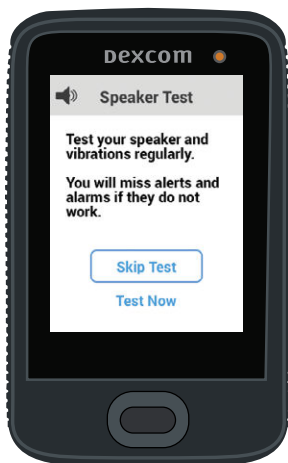 Dexcom
Speaker Test
Test your speaker and
vibrations regularly.
You will miss alerts and
alarms if they do not
work.
Skip Test
Test Now